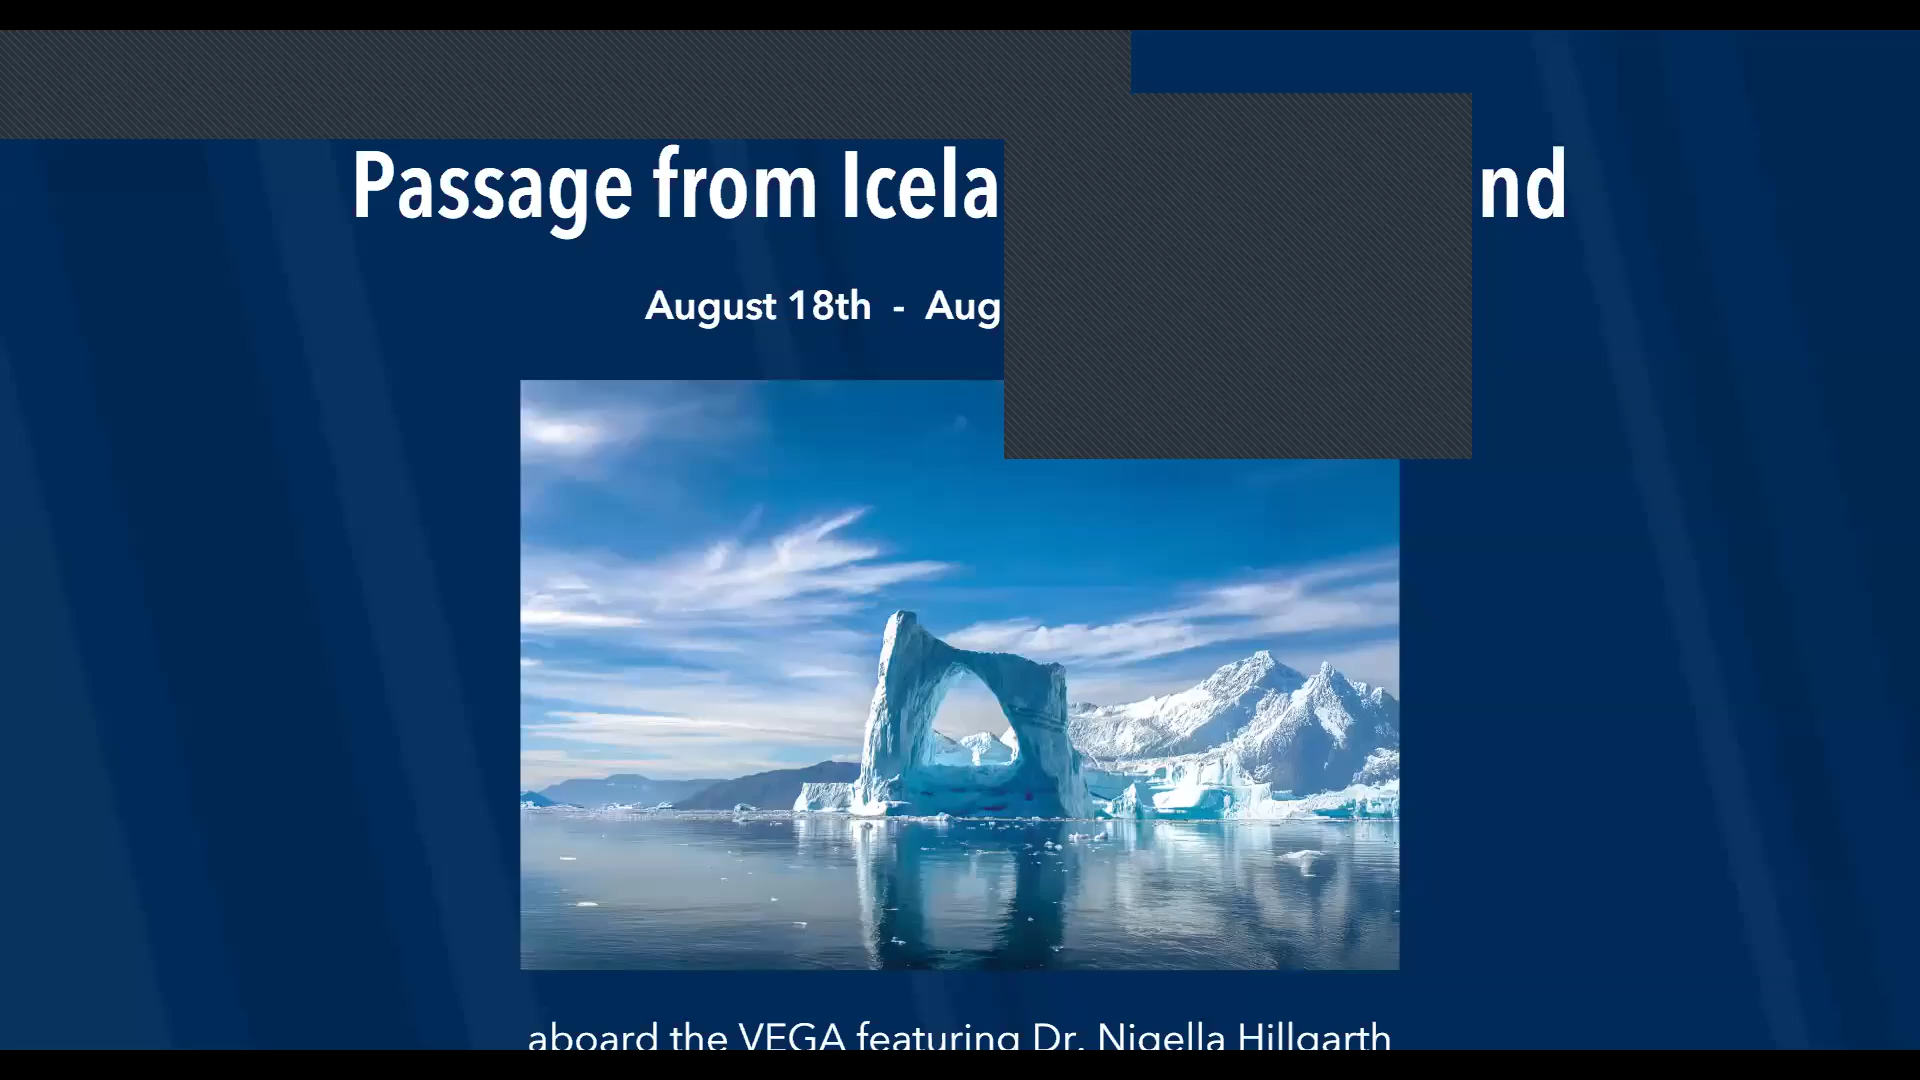 Passage from Icela nd
August 18th - Aug
aboard the VEGA featuring Dr. Nigella Hillgarth